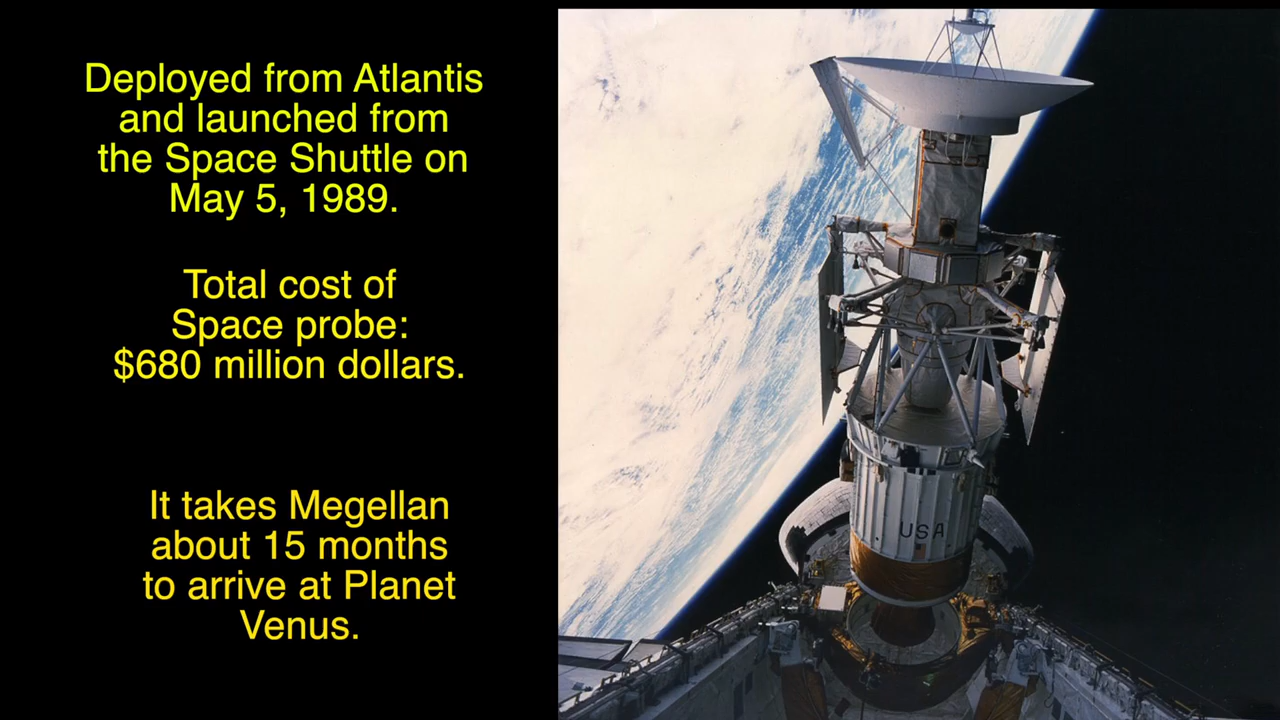 Deployed from Atlantis
and launched from
the Space Shuttle on
May 5, 1989.
Total cost of
Space probe:
$680 million dollars.
It takes Megellan
about 15 months
to arrive at Planet
Venus.
USA